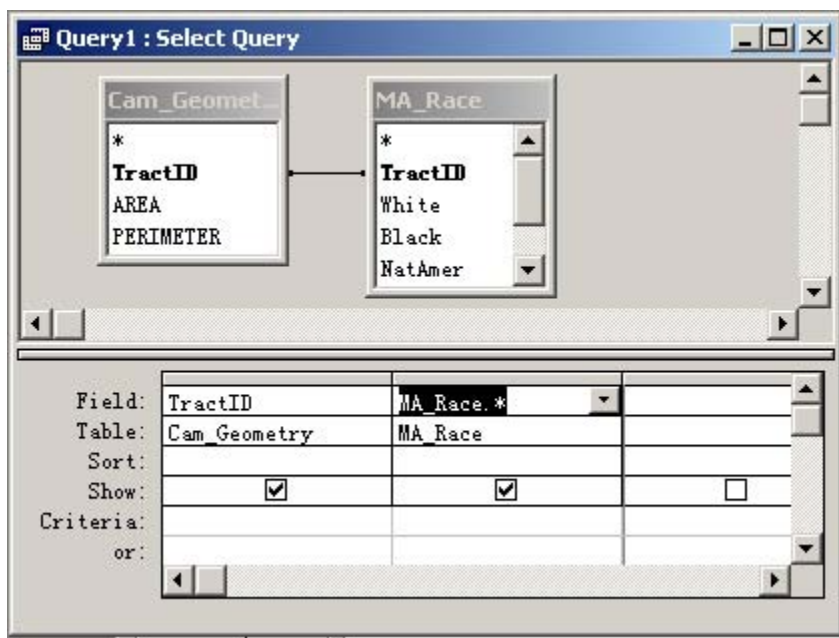 Query1 : Select Query
Cam_Geomet...
*
TractID
AREA
PERIMETER
MA_Race
*
TractID
White
Black
NatAmer
Field: TractID MA_Race.*
Table: Cam_Geometry MA_Race
Sort:
Show:
Criteria:
or: